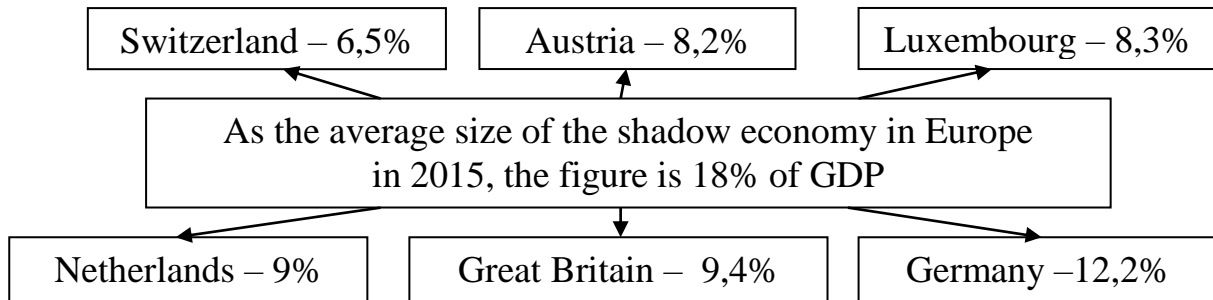 Switzerland – 6,5%
Austria – 8,2%
Luxembourg – 8,3%
As the average size of the shadow economy in Europe
in 2015, the figure is 18% of GDP
Netherlands – 9%
Great Britain – 9,4%
Germany –12,2%